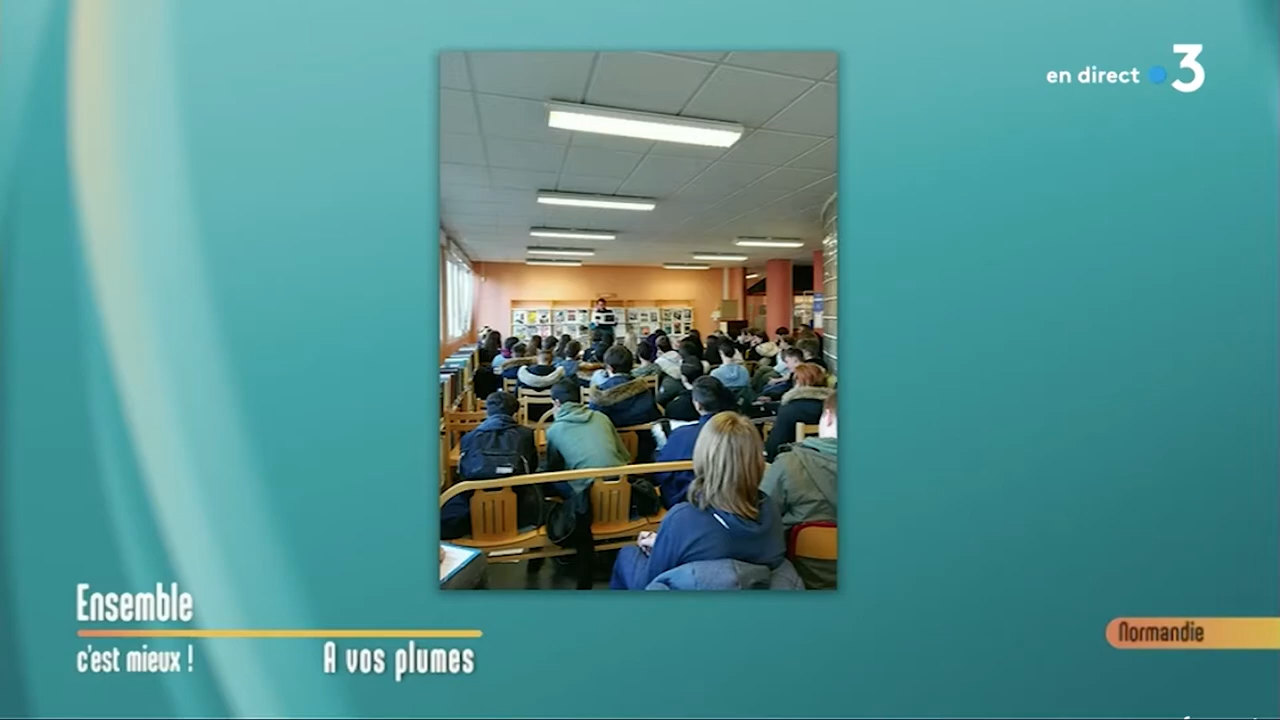 en direct 3
Ensemble
c'est mieux !
A vos plumes
Normandie